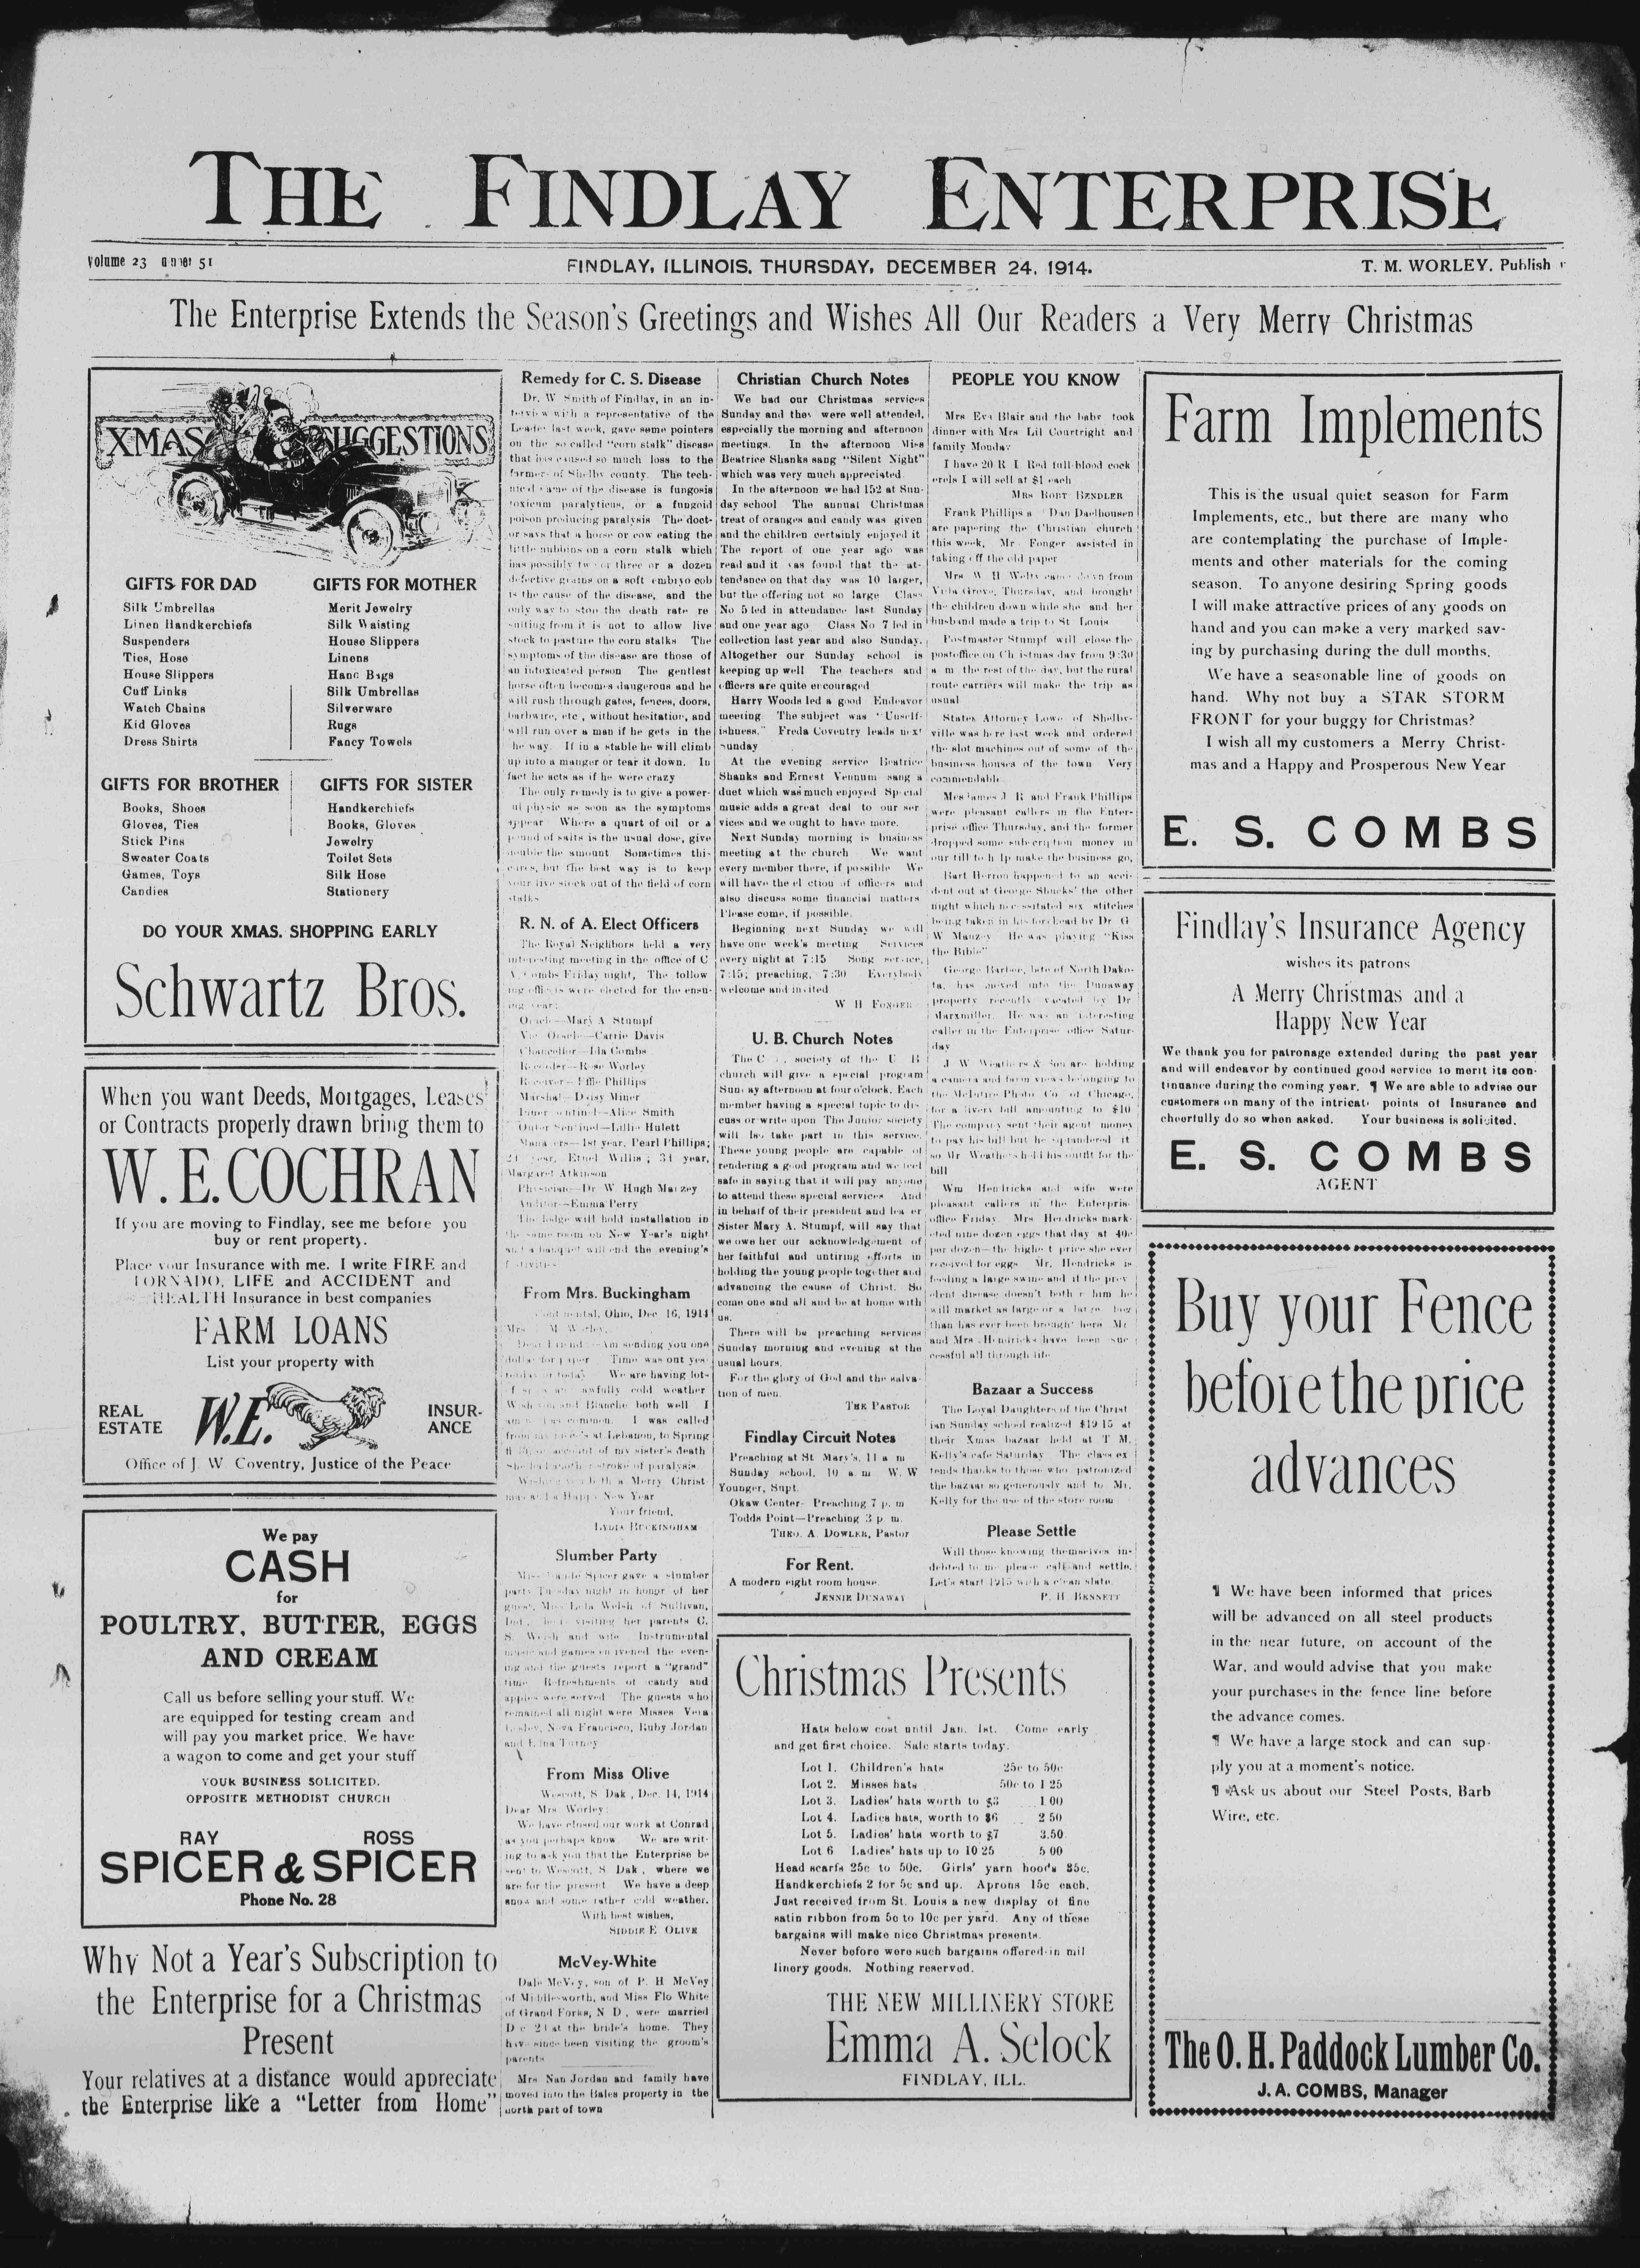 THE FINDLAY ENTERPRISE
Volume 23 51
FINDLAY, ILLINOIS, THURSDAY, DECEMBER 24, 1914.
T. M. WORLEY. Publish
The Enterprise Extends the Season's Greetings and Wishes All Our Readers a Very Merry Christmas
XMAS SUGGESTIONS
GIFTS FOR DAD
Silk Umbrellas
Linen Handkerchiefs
Suspenders
Ties, Hose
House Slippers
Cuff Links
Watch Chains
Kid Gloves
Dress Shirts
GIFTS FOR MOTHER
Merit Jewelry
Silk Waisting
House Slippers
Linens
Hand Bags
Silk Umbrellas
Silverware
Rugs
Fancy Towels
GIFTS FOR BROTHER
Books, Shoes
Gloves, Ties
Stick Pins
Sweater Coats
Games, Toys
Candies
GIFTS FOR SISTER
Handkerchiefs
Books, Gloves
Jewelry
Toilet Sets
Silk Hose
Stationery
DO YOUR XMAS. SHOPPING EARLY
Schwartz Bros.
When you want Deeds, Mortgages, Leases
or Contracts properly drawn bring them to
W. E. COCHRAN
If you are moving to Findlay, see me before you
buy or rent property.
Place your Insurance with me. I write FIRE and
TORNADO, LIFE and ACCIDENT and
HEALTH Insurance in best companies
FARM LOANS
List your property with
REAL
ESTATE
W.E.
INSUR-
ANCE
Office of J. W. Coventry, Justice of the Peace
We pay
CASH
for
POULTRY, BUTTER, EGGS
AND CREAM
Call us before selling your stuff. We
are equipped for testing cream and
will pay you market price. We have
a wagon to come and get your stuff
YOUR BUSINESS SOLICITED.
OPPOSITE METHODIST CHURCH
RAY ROSS
SPICER & SPICER
Phone No. 28
Why Not a Year's Subscription to
the Enterprise for a Christmas
Present
Your relatives at a distance would appreciate
the Enterprise like a "Letter from Home"
Remedy for C. S. Disease
Dr. W Smith of Findlay, in an in-
terview with a representative of the
Leader last week, gave some pointers
on the so called "corn stalk" disease
that has caused so much loss to the
farmers of Shelby county. The tech-
nical name of the disease is fungosis
toxicum paralyticus, or a fungoid
poison producing paralysis The doct-
or says that a horse or cow eating the
little nubbins on a corn stalk which
has possibly two or three or a dozen
defective grains on a soft embryo cob
is the cause of the disease, and the
only way to stop the death rate re
sulting from it is not to allow live
stock to pasture the corn stalks The
symptoms of the disease are those of
an intoxicated person The gentlest
horse often becomes dangerous and he
will rush through gates, fences, doors,
barbwire, etc , without hesitation, and
will run over a man if he gets in the
he way. If in a stable he will climb
up into a manger or tear it down. In
fact he acts as if he were crazy
The only remedy is to give a power-
ul physic as soon as the symptoms
appear Where a quart of oil or a
pound of salts is the usual dose, give
double the amount Sometimes this
cures, but the best way is to keep
your live stock out of the field of corn
stalks
R. N. of A. Elect Officers
The Royal Neighbors held a very
interesting meeting in the office of C
A. Combs Friday night, The follow
ing officers were elected for the ensu-
ing year:
Oracle—Mary A Stumpf
Vice Oracle—Carrie Davis
Chancellor—Ida Combs
Recorder—Rose Worley
Receiver—Effie Phillips
Marshal—Daisy Miner
Inner sentinel—Alice Smith
Outer Sentinel—Lillie Hulett
Managers—1st year, Pearl Phillips;
2d year, Ethel Willis ; 3d year,
Margaret Atkinson
Physician—Dr W Hugh
Auditor—Emma Perry
The lodge will hold installation in
the same room on New Year's night
and a banquet will end the evening's
festivities
From Mrs. Buckingham
Ohio, Dec 16, 1914
Mrs.
Dear Friend Am sending you one
dollar for paper Time was out yes-
terday or today We are having lots
awfully cold weather
both well I
I was called
from my at Lebanon, to Spring
account of my sister's death
She had another stroke of paralysis.
Wishing you both a Merry Christ
mas and a Happy New Year
Your friend,
LYDIA BUCKINGHAM
Slumber Party
Miss Spicer gave a slumber
party Tuesday night in honor of her
guest, Miss Lola Welsh of Sullivan,
Ind., who is visiting her parents C.
S. Welsh and wife Instrumental
music and games enlivened the even-
ing and the guests report a "grand"
time Refreshments of candy and
apples were served The guests who
remained all night were Misses Vera
Nova Francisco, Ruby Jordan
and Edna Turney
From Miss Olive
Wescott, S Dak , Dec. 14, 1914
Dear Mrs Worley:
We have closed our work at Conrad
as you perhaps know We are writ-
ing to ask you that the Enterprise be
sent to Wescott, S Dak , where we
are for the present We have a deep
snow and some rather cold weather.
With best wishes,
SIDDIE E OLIVE
McVey-White
Dale McVey, son of P. H McVey
of Middlesworth, and Miss Flo White
of Grand Forks, N D , were married
Dec 21st at the bride's home. They
have since been visiting the groom's
parents
Mrs Nan Jordan and family have
moved into the Bales property in the
north part of town
Christian Church Notes
We had our Christmas services
Sunday and they were well attended,
especially the morning and afternoon
meetings. In the afternoon Miss
Beatrice Shanks sang "Silent Night"
which was very much appreciated.
In the afternoon we had 152 at Sun-
day school The annual Christmas
treat of oranges and candy was given
and the children certainly enjoyed it
The report of one year ago was
read and it was found that the at-
tendance on that day was 10 larger,
but the offering not so large Class
No 5 led in attendance last Sunday
and one year ago Class No 7 led in
collection last year and also Sunday.
Altogether our Sunday school is
keeping up well The teachers and
officers are quite encouraged
Harry Woods led a good Endeavor
meeting The subject was "Unself-
ishness." Freda Coventry leads next
Sunday
At the evening service Beatrice
Shanks and Ernest Vennum sang a
duet which was much enjoyed Special
music adds a great deal to our ser
vices and we ought to have more.
Next Sunday morning is business
meeting at the church We want
every member there, if possible We
will have the el ction of officers and
also discuss some financial matters
Please come, if possible.
Beginning next Sunday we will
have one week's meeting Services
every night at 7:15 Song service,
7:15; preaching, 7:30 Everybody
welcome and invited
W H FONGER
U. B. Church Notes
The C society of the U B
church will give a special program
Sunday afternoon at four o'clock. Each
member having a special topic to dis-
cuss or write upon The Junior society
will be take part in this service.
These young people are capable of
rendering a good program and we feel
safe in saying that it will pay anyone
to attend these special services And
in behalf of their president and leader
Sister Mary A. Stumpf, will say that
we owe her our acknowledgement of
her faithful and untiring efforts in
holding the young people together and
advancing the cause of Christ. So
come one and all and be at home with
us.
There will be preaching services
Sunday morning and evening at the
usual hours.
For the glory of God and the salva
tion of men.
THE PASTOR
Findlay Circuit Notes
Preaching at St Mary's, 11 a m
Sunday school, 10 a m W. W
Younger, Supt.
Okaw Center- Preaching 7 p. m
Todds Point—Preaching 3 p m.
THEO. A. DOWLER, Pastor
For Rent.
A modern eight room house.
JENNIE DUNAWAY
PEOPLE YOU KNOW
Mrs Eva Blair and the babe took
dinner with Mrs Lil Courtright and
family Monday
I have 20 R I Red full-blood cock
erels I will sell at $1 each
MRS ROBT BENDLER
Frank Phillips a Dan Daelhousen
are papering the Christian church
this week. Mr Fonger assisted in
taking off the old paper
Mrs W H Welty came down from
Villa Grove, Thursday, and brought
the children down while she and her
husband made a trip to St Louis
Postmaster Stumpf will close the
postoffice on Ch istmas day from 9:30
a m the rest of the day, but the rural
route carriers will make the trip as
usual
States Attorney Lowe of Shelby-
ville was here last week and ordered
the slot machines out of some of the
business houses of the town Very
commendable
Mesdames J R and Frank Phillips
were pleasant callers in the Enter-
prise office Thursday, and the former
dropped some subscription money in
our till to h lp make the business go,
Bart Herron happened to an acci-
dent out at George Shucks' the other
night which necessitated six stitches
being taken in his forehead by Dr G
W Mauzey He was playing "Kiss
the Bible"
George Barbee, late of North Dako-
ta, has moved into the Dunaway
property recently vacated by Dr
Marxmiller. He was an interesting
caller in the Enterprise office Satur-
day
J W Weathers & Son are holding
a camera and farm views belonging to
the McIntire Photo Co of Chicago,
for a livery bill amounting to $10
The company sent their agent money
to pay his bill but he squandered it
so Mr Weathers held his outfit for the
bill
Wm Hendricks and wife were
pleasant callers in the Enterprise
office Friday Mrs Hendricks mark-
eted nine dozen eggs that day at 40c
per dozen—the highest price she ever
received for eggs Mr. Hendricks is
feeding a large swine and if the prev
elent disease doesn't both r him he
will market as large or a larger hog
than has ever been brought here Mr
and Mrs Hendricks have been suc
cessful all through life
Bazaar a Success
The Loyal Daughters of the Christ
ian Sunday school realized $19 15 at
their Xmas bazaar held at T M.
Kelly's cafe Saturday The class ex
tends thanks to those who patronized
the bazaar so generously and to Mr.
Kelly for the use of the store room
Please Settle
Will those knowing themselves in-
debted to me please call and settle.
Let's start 1915 with a clean slate.
P. H BENNETT
Christmas Presents
Hats below cost until Jan. 1st. Come early
and get first choice. Sale starts today.
Lot 1. Children's hats 25c to 50c
Lot 2. Misses hats 50c to 1 25
Lot 3. Ladies' hats worth to $3 1 00
Lot 4. Ladies hats, worth to $6 2 50
Lot 5. Ladies' hats worth to $7 3.50
Lot 6 Ladies' hats up to 10 25 5 00
Head scarfs 25c to 50c. Girls' yarn hoods 85c,
Handkerchiefs 2 for 5c and up. Aprons 15c each.
Just received from St. Louis a new display of fine
satin ribbon from 5c to 10c per yard. Any of these
bargains will make nice Christmas presents.
Never before were such bargains offered in mil
linery goods. Nothing reserved.
THE NEW MILLINERY STORE
Emma A. Selock
FINDLAY, ILL.
Farm Implements
This is the usual quiet season for Farm
Implements, etc., but there are many who
are contemplating the purchase of Imple-
ments and other materials for the coming
season. To anyone desiring Spring goods
I will make attractive prices of any goods on
hand and you can make a very marked sav-
ing by purchasing during the dull months.
We have a seasonable line of goods on
hand. Why not buy a STAR STORM
FRONT for your buggy for Christmas?
I wish all my customers a Merry Christ-
mas and a Happy and Prosperous New Year
E. S. COMBS
Findlay's Insurance Agency
wishes its patrons
A Merry Christmas and a
Happy New Year
We thank you for patronage extended during the past year
and will endeavor by continued good service to merit its con-
tinuance during the coming year. ¶ We are able to advise our
customers on many of the intricate points of Insurance and
cheerfully do so when asked. Your business is solicited.
E. S. COMBS
AGENT
Buy your Fence
before the price
advances
¶ We have been informed that prices
will be advanced on all steel products
in the near future, on account of the
War, and would advise that you make
your purchases in the fence line before
the advance comes.
¶ We have a large stock and can sup-
ply you at a moment's notice.
¶ Ask us about our Steel Posts, Barb
Wire, etc.
The O. H. Paddock Lumber Co.
J. A. COMBS, Manager